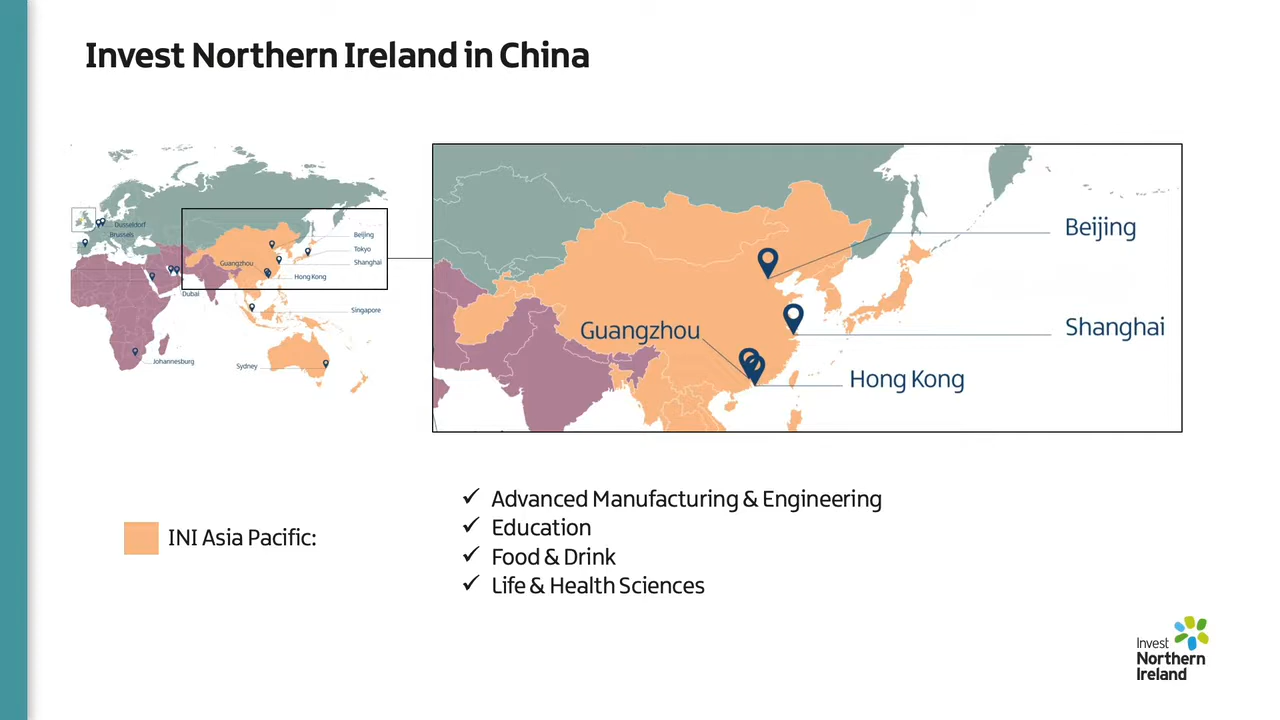 Invest Northern Ireland in China
Dusseldorf
Brussels
Beijing
Tokyo
Guangzhou
Shanghai
Hong Kong
Dubai
Singapore
Johannesburg
Sydney
Beijing
Shanghai
Guangzhou
Hong Kong
✓ Advanced Manufacturing & Engineering
✓ Education
✓ Food & Drink
✓ Life & Health Sciences
INI Asia Pacific:
Invest
Northern
Ireland